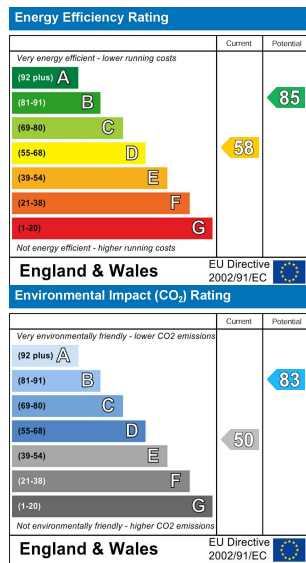 Energy Efficiency Rating
Current Potential
Very energy efficient - lower running costs
(92 plus) A
(81-91) B
85
(69-80) C
(55-68) D
58
(39-54) E
(21-38) F
(1-20) G
Not energy efficient - higher running costs
England & Wales
EU Directive
2002/91/EC
Environmental Impact (CO₂) Rating
Current Potential
Very environmentally friendly - lower CO2 emissions
(92 plus) A
(81-91) B
83
(69-80) C
(55-68) D
(39-54) E
50
(21-38) F
(1-20) G
Not environmentally friendly - higher CO2 emissions
England & Wales
EU Directive
2002/91/EC